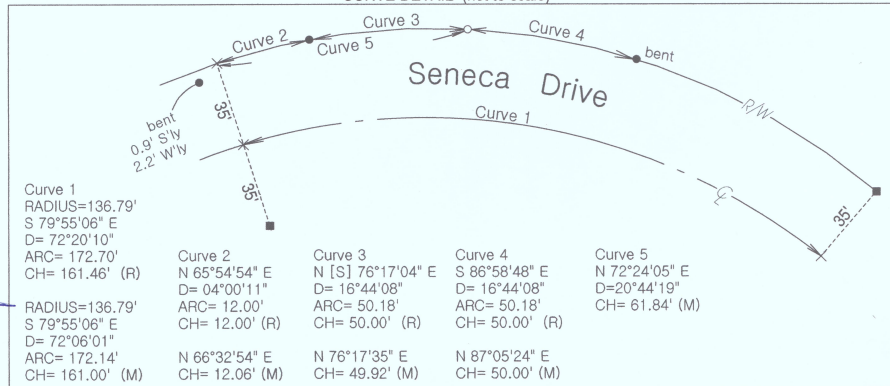 Curve 3
Curve 2
Curve 4
Curve 5
bent
Seneca Drive
bent
0.9' S'ly
2.2' W'ly
35'
Curve 1
R/W
35'
35'
Curve 1
RADIUS=136.79'
S 79°55'06" E
D= 72°20'10"
ARC= 172.70'
CH= 161.46' (R)
RADIUS=136.79'
S 79°55'06" E
D= 72°06'01"
ARC= 172.14'
CH= 161.00' (M)
Curve 2
N 65°54'54" E
D= 04°00'11"
ARC= 12.00'
CH= 12.00' (R)
N 66°32'54" E
CH= 12.06' (M)
Curve 3
N [S] 76°17'04" E
D= 16°44'08"
ARC= 50.18'
CH= 50.00' (R)
N 76°17'35" E
CH= 49.92' (M)
Curve 4
S 86°58'48" E
D= 16°44'08"
ARC= 50.18'
CH= 50.00' (R)
N 87°05'24" E
CH= 50.00' (M)
Curve 5
N 72°24'05" E
D=20°44'19"
CH= 61.84' (M)